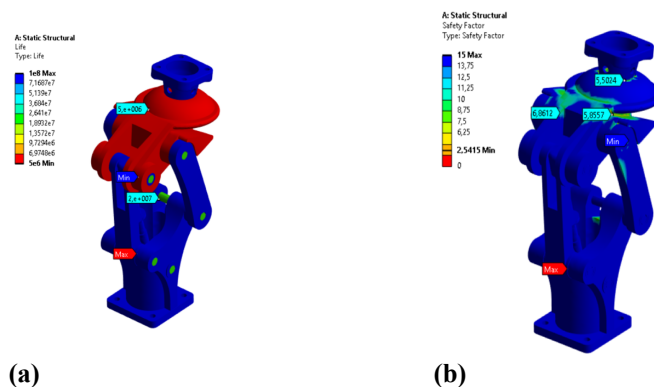 A: Static Structural
Life
Type: Life
1e8 Max
7,1687e7
5,139e7
3,684e7
2,641e7
1,8932e7
1,3572e7
9,7294e6
6,9748e6
5e6 Min
5,e+006
Min
2,e+007
Max
(a)
A: Static Structural
Safety Factor
Type: Safety Factor
15 Max
13,75
12,5
11,25
10
8,75
7,5
6,25
2,5415 Min
0
5,5024
6,8612
5,8557
Min
Max
(b)